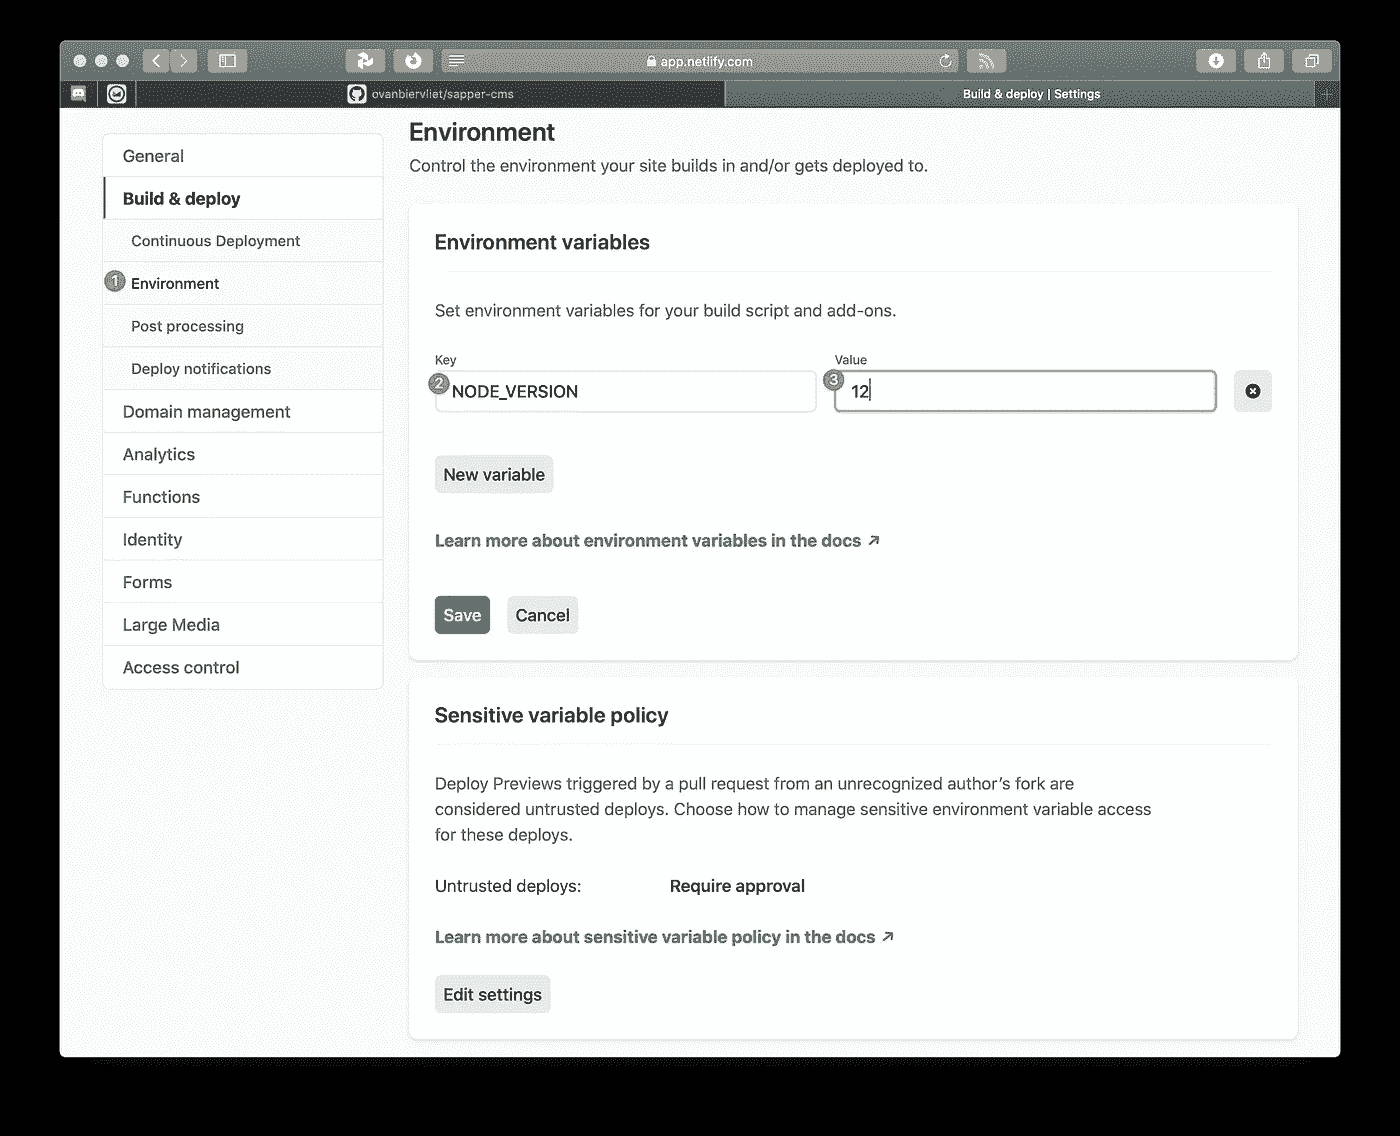 app.netlify.com
ovanbiervliet/sapper-cms
Build & deploy | Settings
General
Build & deploy
Continuous Deployment
1 Environment
Post processing
Deploy notifications
Domain management
Analytics
Functions
Identity
Forms
Large Media
Access control
Environment
Control the environment your site builds in and/or gets deployed to.
Environment variables
Set environment variables for your build script and add-ons.
Key Value
2 NODE_VERSION 3 12
New variable
Learn more about environment variables in the docs ↗
Save Cancel
Sensitive variable policy
Deploy Previews triggered by a pull request from an unrecognized author’s fork are
considered untrusted deploys. Choose how to manage sensitive environment variable access
for these deploys.
Untrusted deploys: Require approval
Learn more about sensitive variable policy in the docs ↗
Edit settings